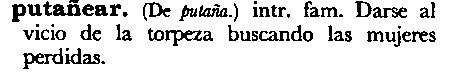 putañear. (De putaña.) intr. fam. Darse al
vicio de la torpeza buscando las mujeres
perdidas.